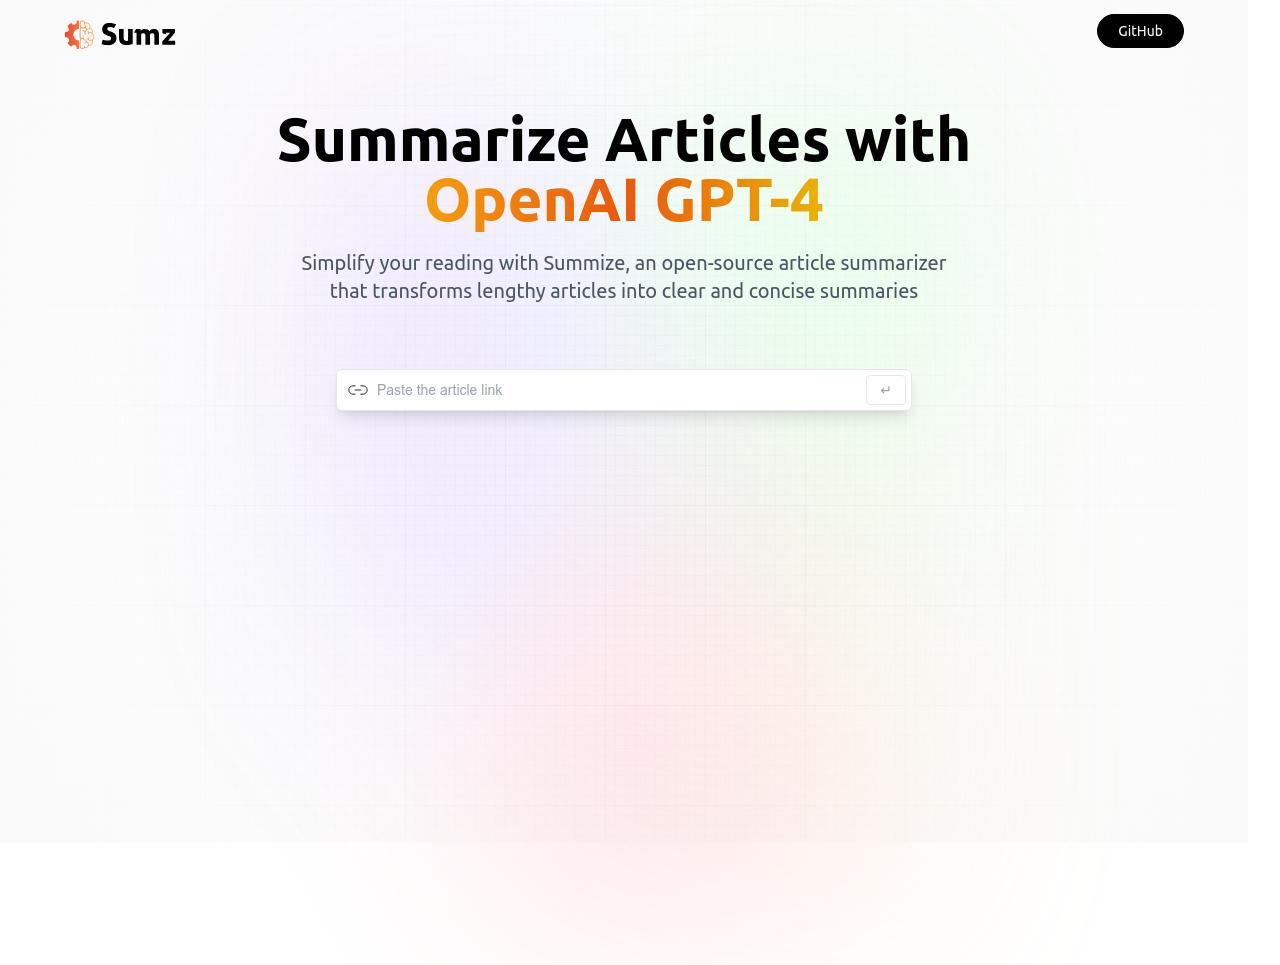 Sumz
GitHub
Summarize Articles with
OpenAI GPT-4
Simplify your reading with Summize, an open-source article summarizer
that transforms lengthy articles into clear and concise summaries
Paste the article link
↵